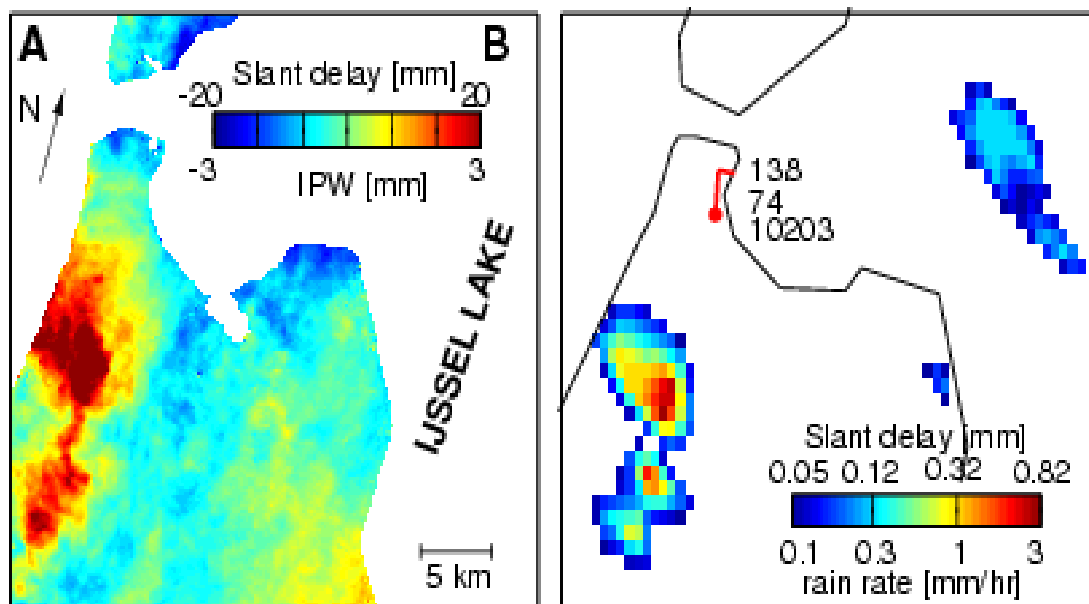 A
B
Slant delay [mm]
-20 20
N
-3 3
IPW [mm]
IJSSEL LAKE
5 km
138
74
10203
Slant delay [mm]
0.05 0.12 0.32 0.82
0.1 0.3 1 3
rain rate [mm/hr]